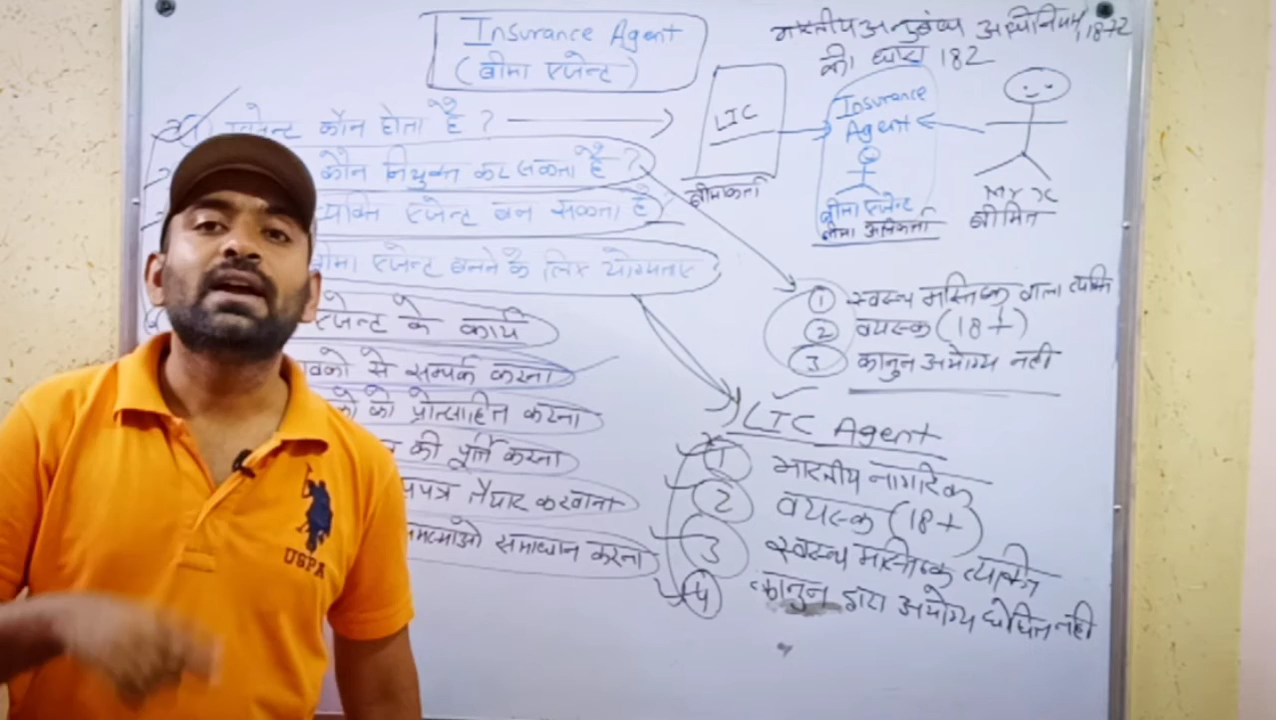 Insurance Agent
(बीमा एजेन्ट)
भारतीय अनुबंध अधिनियम, 1872
की धारा 182
LIC
Insurance
Agent
बीमाकर्ता
बीमा एजेन्ट
बीमा अभिकर्ता
Mr X
बीमित
कौन होता है ?
कौन नियुक्त कर सकता है ?
व्यक्ति एजेन्ट बन सकता है
बीमा एजेन्ट बनने के लिए योग्यताए
एजेन्ट के कार्य
से सम्पर्क करना
को प्रोत्साहित करना
की पूर्ति करना
तैयार करवाना
समाधान करना
① स्वस्थ मस्तिष्क वाला व्यक्ति
② वयस्क (18+)
③ कानुन अयोग्य नही
LIC Agent
1 भारतीय नागरिक
2 वयस्क (18+)
3 स्वस्थ मस्तिष्क व्यक्ति
4 कानुन द्वारा अयोग्य घोषित नही
USPA